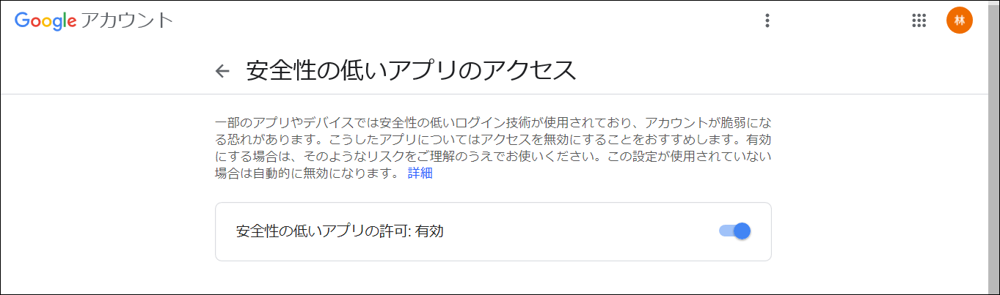 Google アカウント
林
安全性の低いアプリのアクセス
一部のアプリやデバイスでは安全性の低いログイン技術が使用されており、アカウントが脆弱にな
る恐れがあります。こうしたアプリについてはアクセスを無効にすることをおすすめします。有効
にする場合は、そのようなリスクをご理解のうえでお使いください。この設定が使用されていない
場合は自動的に無効になります。 詳細
安全性の低いアプリの許可: 有効